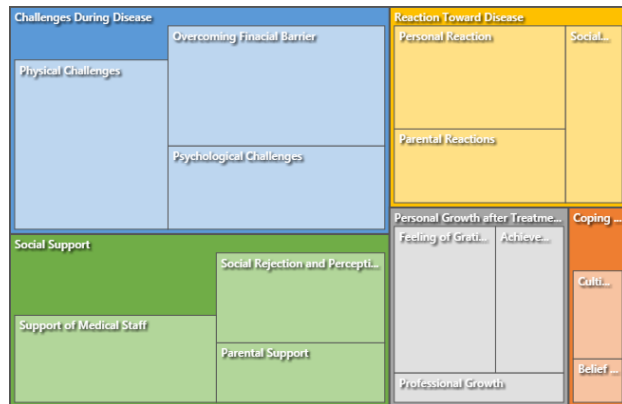 Challenges During Disease
Overcoming Finacial Barrier
Physical Challenges
Psychological Challenges
Reaction Toward Disease
Personal Reaction
Social...
Parental Reactions
Social Support
Social Rejection and Percepti...
Support of Medical Staff
Parental Support
Personal Growth after Treatme...
Feeling of Grati...
Achieve...
Professional Growth
Coping ...
Culti...
Belief ...